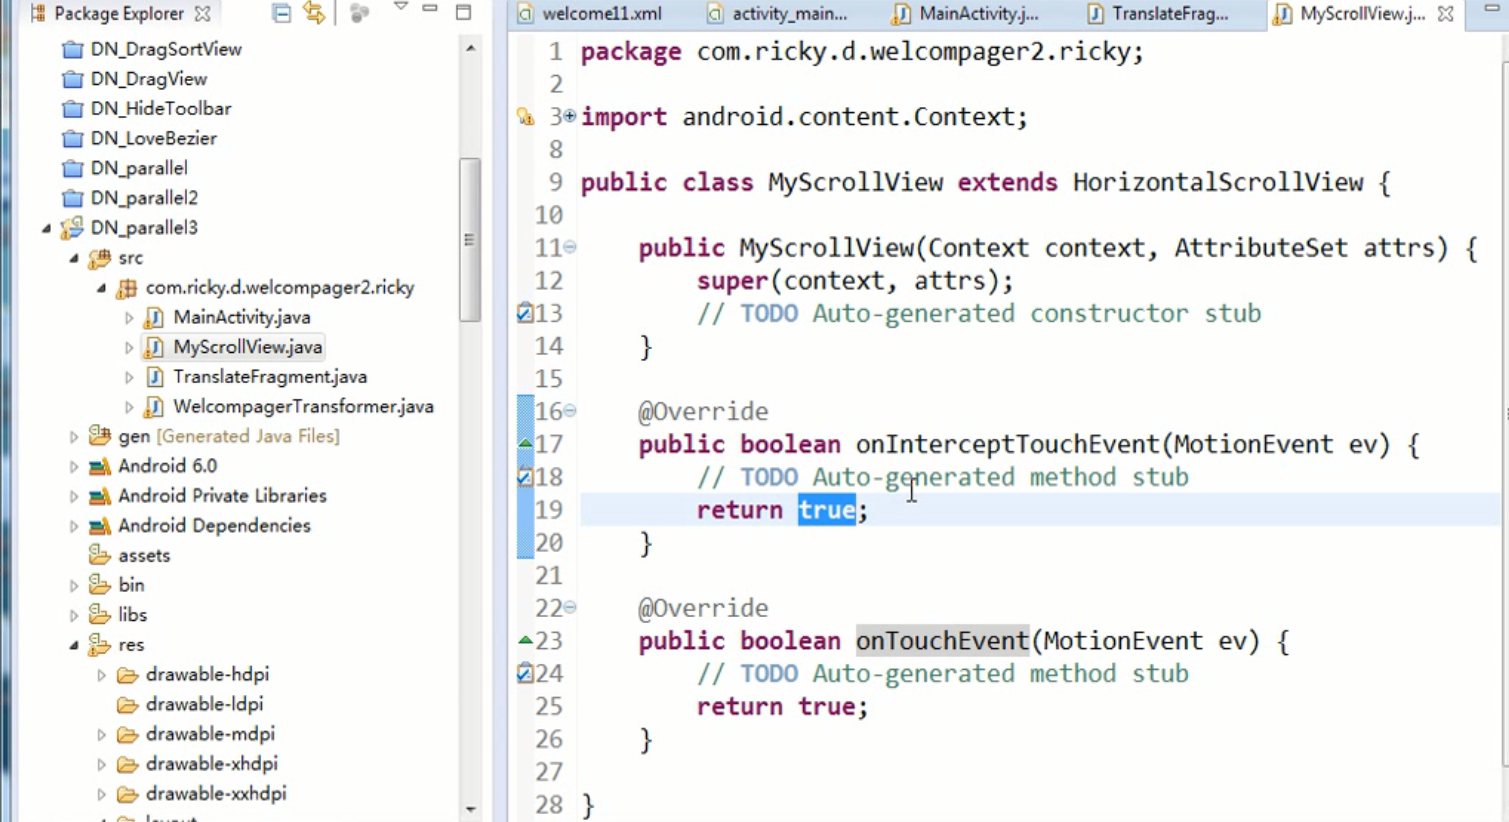 Package Explorer
DN_DragSortView
DN_DragView
DN_HideToolbar
DN_LoveBezier
DN_parallel
DN_parallel2
DN_parallel3
src
com.ricky.d.welcompager2.ricky
MainActivity.java
MyScrollView.java
TranslateFragment.java
WelcompagerTransformer.java
gen [Generated Java Files]
Android 6.0
Android Private Libraries
Android Dependencies
assets
bin
libs
res
drawable-hdpi
drawable-ldpi
drawable-mdpi
drawable-xhdpi
drawable-xxhdpi
welcome11.xml activity_main... MainActivity.j... TranslateFrag... MyScrollView.j...
1 package com.ricky.d.welcompager2.ricky;
2
3 import android.content.Context;
8
9 public class MyScrollView extends HorizontalScrollView {
10
11 public MyScrollView(Context context, AttributeSet attrs) {
12 super(context, attrs);
13 // TODO Auto-generated constructor stub
14 }
15
16 @Override
17 public boolean onInterceptTouchEvent(MotionEvent ev) {
18 // TODO Auto-generated method stub
19 return true;
20 }
21
22 @Override
23 public boolean onTouchEvent(MotionEvent ev) {
24 // TODO Auto-generated method stub
25 return true;
26 }
27
28 }